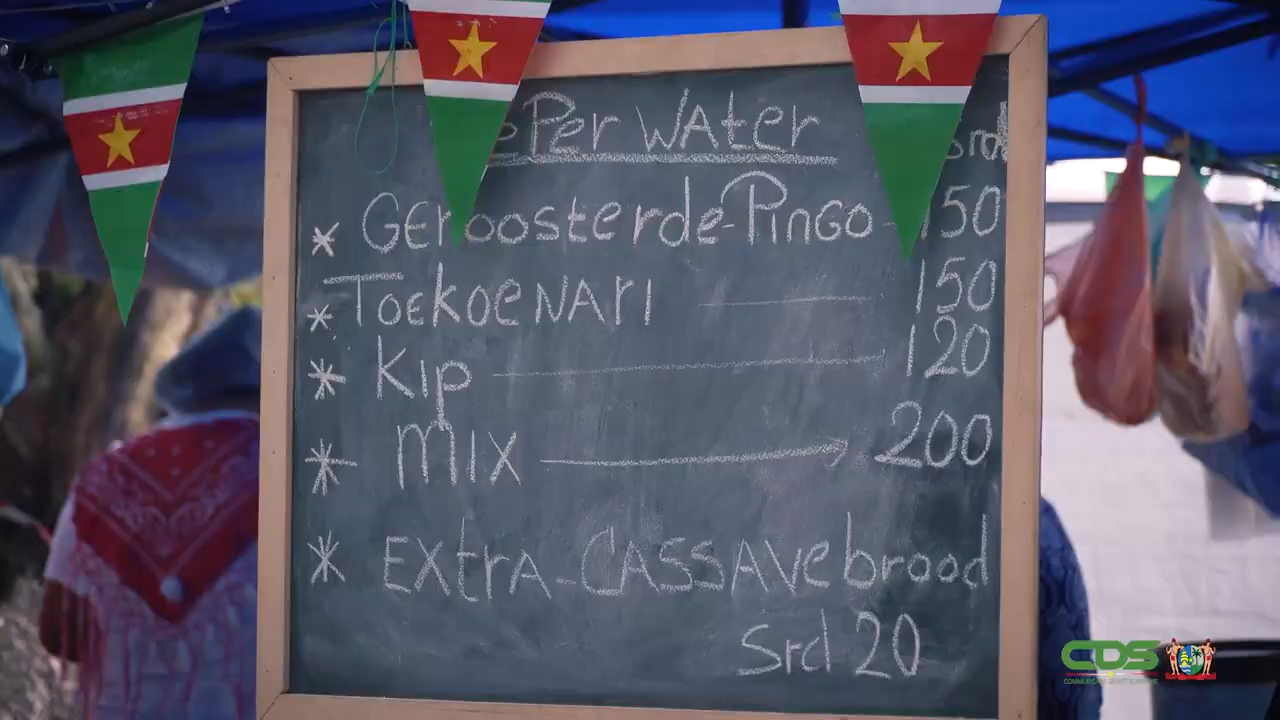 Per WAter srd
* Geroosterde-Pingo - 150
* ToekoeNAri 150
* Kip 120
* mix → 200
* EXtrA-CASSAVebrood
Srd 20
CDS